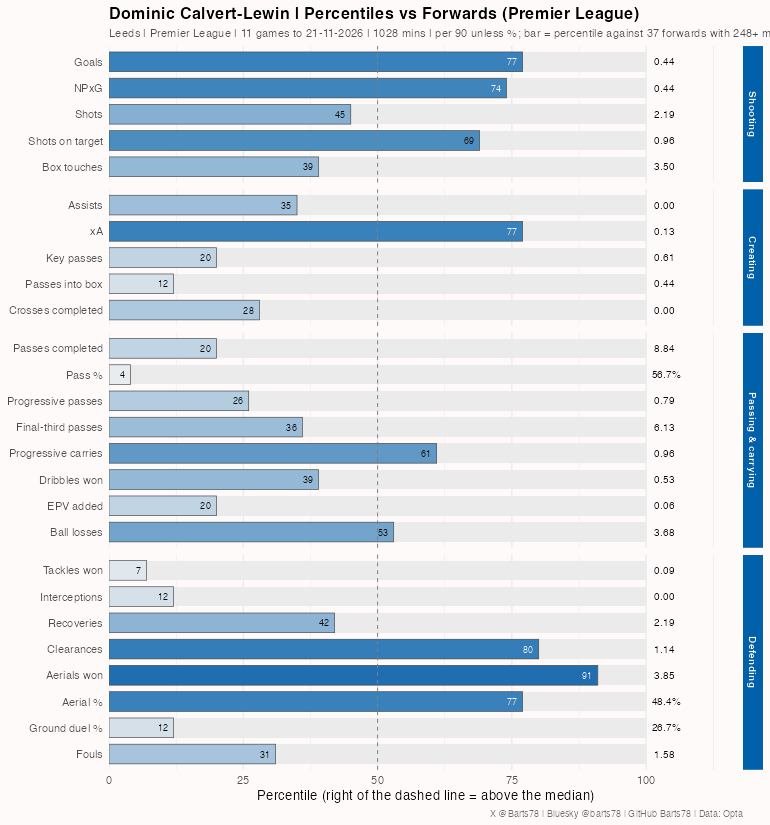 Dominic Calvert-Lewin | Percentiles vs Forwards (Premier League)
Leeds | Premier League | 11 games to 21-11-2026 | 1028 mins | per 90 unless %; bar = percentile against 37 forwards with 248+ m
Goals 77 0.44
NPxG 74 0.44
Shots 45 2.19
Shots on target 69 0.96
Box touches 39 3.50
Shooting
Assists 35 0.00
xA 77 0.13
Key passes 20 0.61
Passes into box 12 0.44
Crosses completed 28 0.00
Creating
Passes completed 20 8.84
Pass % 4 56.7%
Progressive passes 26 0.79
Final-third passes 36 6.13
Progressive carries 61 0.96
Dribbles won 39 0.53
EPV added 20 0.06
Ball losses 53 3.68
Passing & carrying
Tackles won 7 0.09
Interceptions 12 0.00
Recoveries 42 2.19
Clearances 80 1.14
Aerials won 91 3.85
Aerial % 77 48.4%
Ground duel % 12 26.7%
Fouls 31 1.58
Defending
0 25 50 75 100
Percentile (right of the dashed line = above the median)
X @Barts78 | Bluesky @barts78 | GitHub Barts78 | Data: Opta